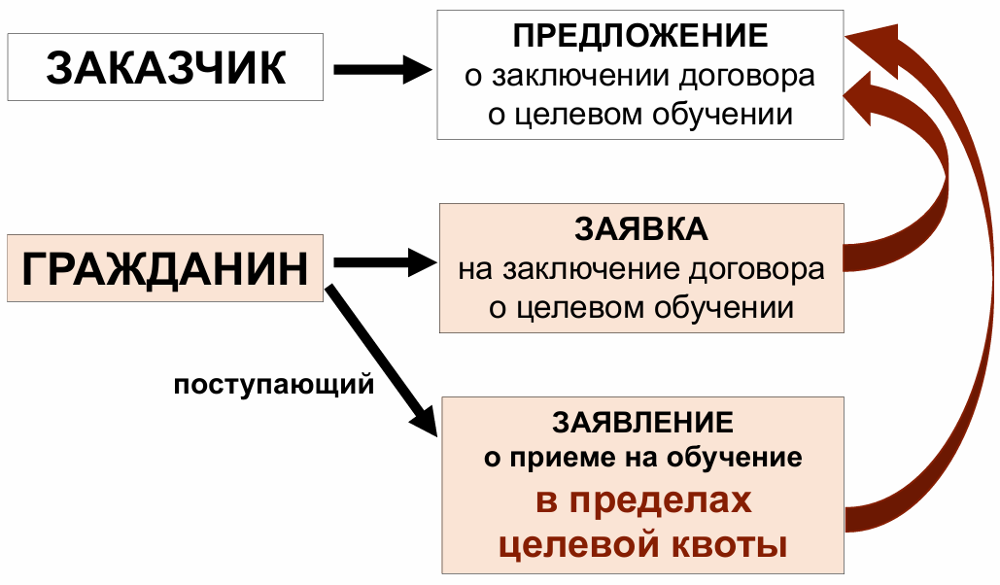 ЗАКАЗЧИК
ПРЕДЛОЖЕНИЕ
о заключении договора
о целевом обучении
ГРАЖДАНИН
ЗАЯВКА
на заключение договора
о целевом обучении
поступающий
ЗАЯВЛЕНИЕ
о приеме на обучение
в пределах
целевой квоты